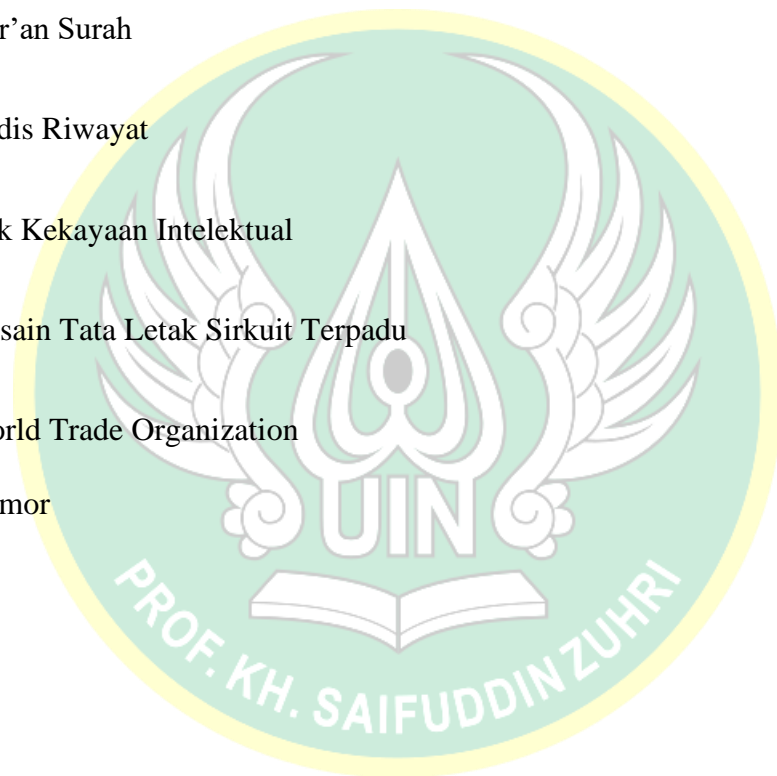 r’an Surah
dis Riwayat
k Kekayaan Intelektual
sain Tata Letak Sirkuit Terpadu
orld Trade Organization
mor
UIN
PROF. KH. SAIFUDDIN ZUHRI